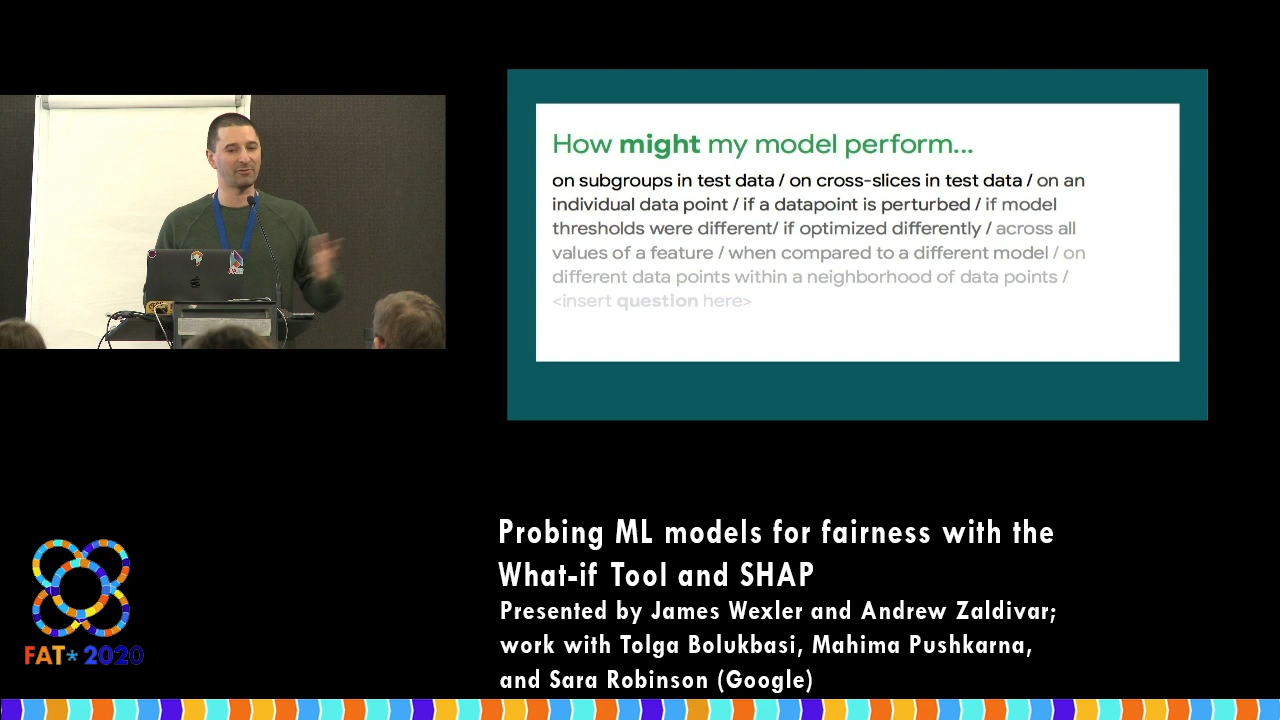 How might my model perform...
on subgroups in test data / on cross-slices in test data / on an
individual data point / if a datapoint is perturbed / if model
thresholds were different/ if optimized differently / across all
values of a feature / when compared to a different model / on
different data points within a neighborhood of data points /
<insert question here>
Probing ML models for fairness with the
What-if Tool and SHAP
Presented by James Wexler and Andrew Zaldivar;
work with Tolga Bolukbasi, Mahima Pushkarna,
and Sara Robinson (Google)
FAT* 2020